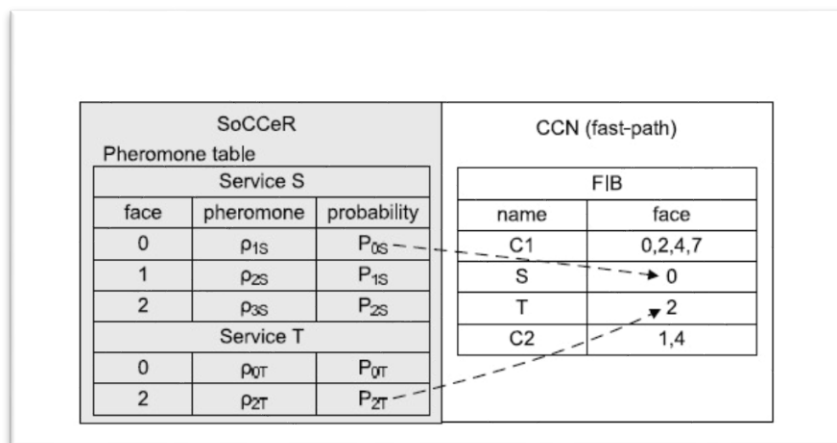 SoCCeR
Pheromone table
Service S
face pheromone probability
0 ρ1S P0S
1 ρ2S P1S
2 ρ3S P2S
Service T
0 ρ0T P0T
2 ρ2T P2T
CCN (fast-path)
FIB
name face
C1 0,2,4,7
S 0
T 2
C2 1,4